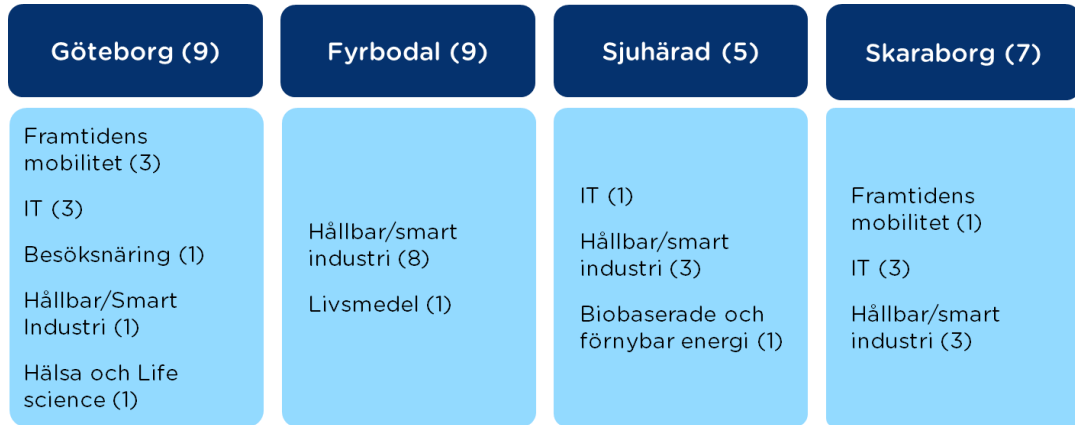 Göteborg (9)
Framtidens
mobilitet (3)
IT (3)
Besöksnäring (1)
Hållbar/Smart
Industri (1)
Hälsa och Life
science (1)
Fyrbodal (9)
Hållbar/smart
industri (8)
Livsmedel (1)
Sjuhärad (5)
IT (1)
Hållbar/smart
industri (3)
Biobaserade och
förnybar energi (1)
Skaraborg (7)
Framtidens
mobilitet (1)
IT (3)
Hållbar/smart
industri (3)